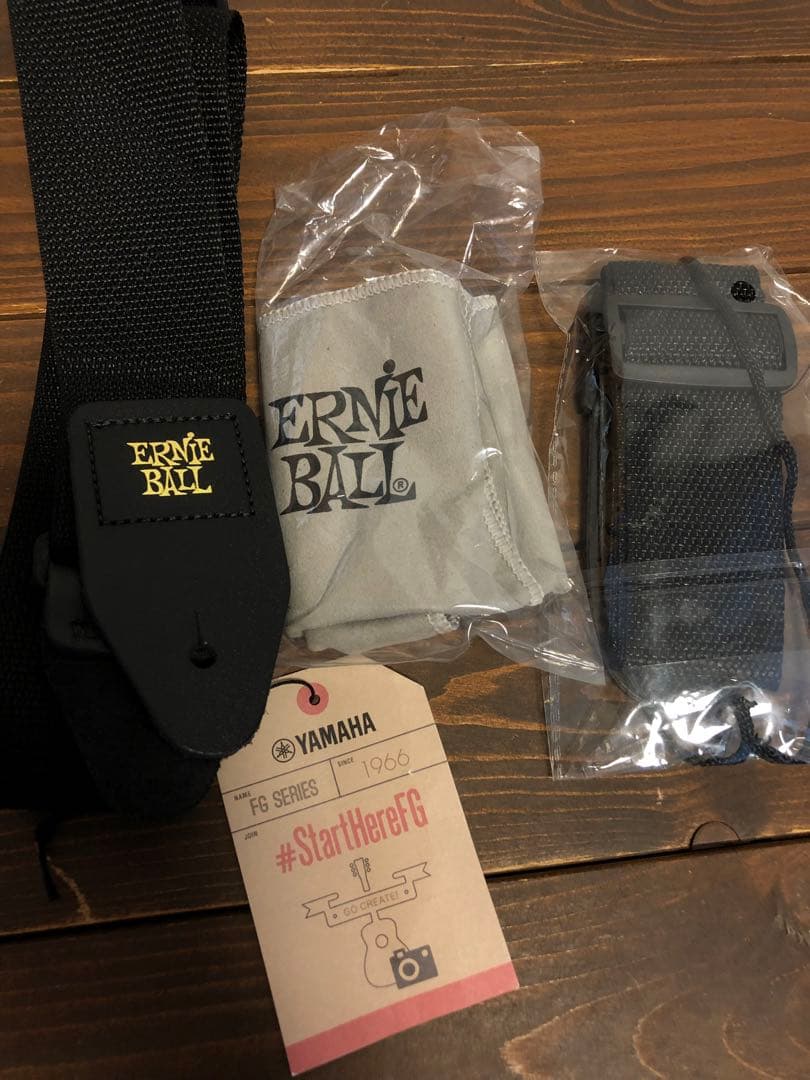 ERNIE
BALL
ERNIE
BALL®
YAMAHA
NAME
FG SERIES
SINCE
1966
JOIN
#StartHereFG
GO CREATE!